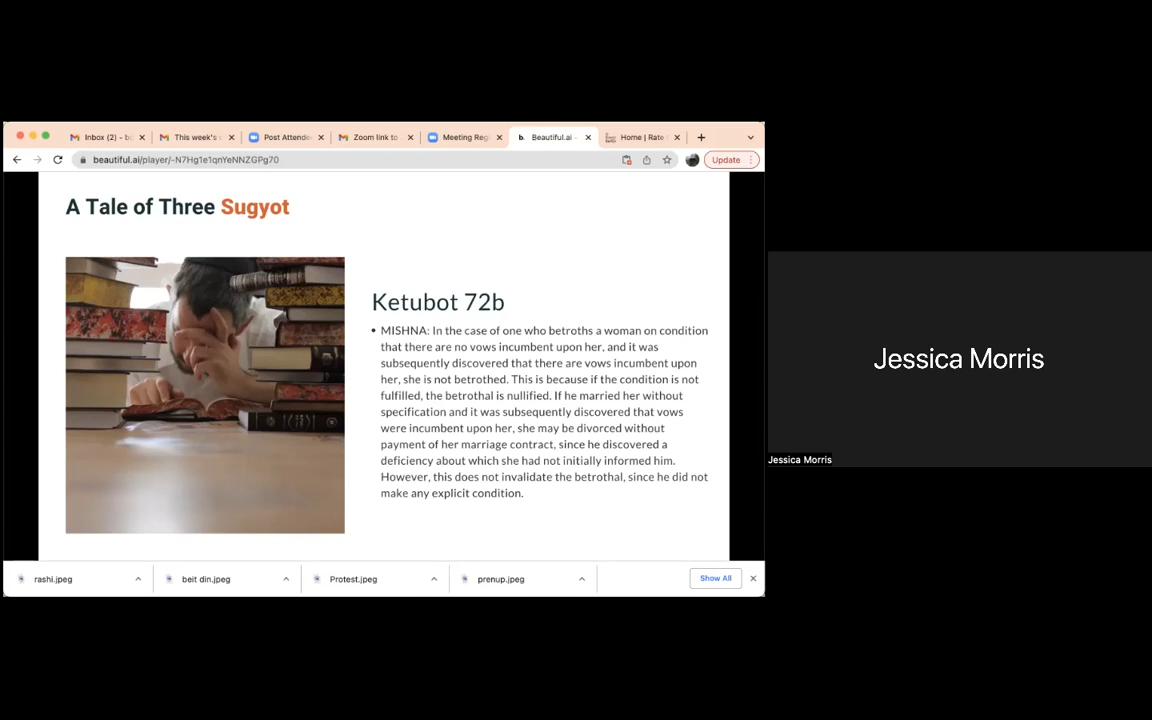 Inbox (2) - bo
This week's
Post Attende
Zoom link to
Meeting Reg
b. Beautiful.ai -
Home | Rate
beautiful.ai/player/-N7Hg1e1qnYeNNZGPg70
Update
A Tale of Three Sugyot
Ketubot 72b
• MISHNA: In the case of one who betroths a woman on condition
that there are no vows incumbent upon her, and it was
subsequently discovered that there are vows incumbent upon
her, she is not betrothed. This is because if the condition is not
fulfilled, the betrothal is nullified. If he married her without
specification and it was subsequently discovered that vows
were incumbent upon her, she may be divorced without
payment of her marriage contract, since he discovered a
deficiency about which she had not initially informed him.
However, this does not invalidate the betrothal, since he did not
make any explicit condition.
rashi.jpeg
beit din.jpeg
Protest.jpeg
prenup.jpeg
Show All
Jessica Morris
Jessica Morris